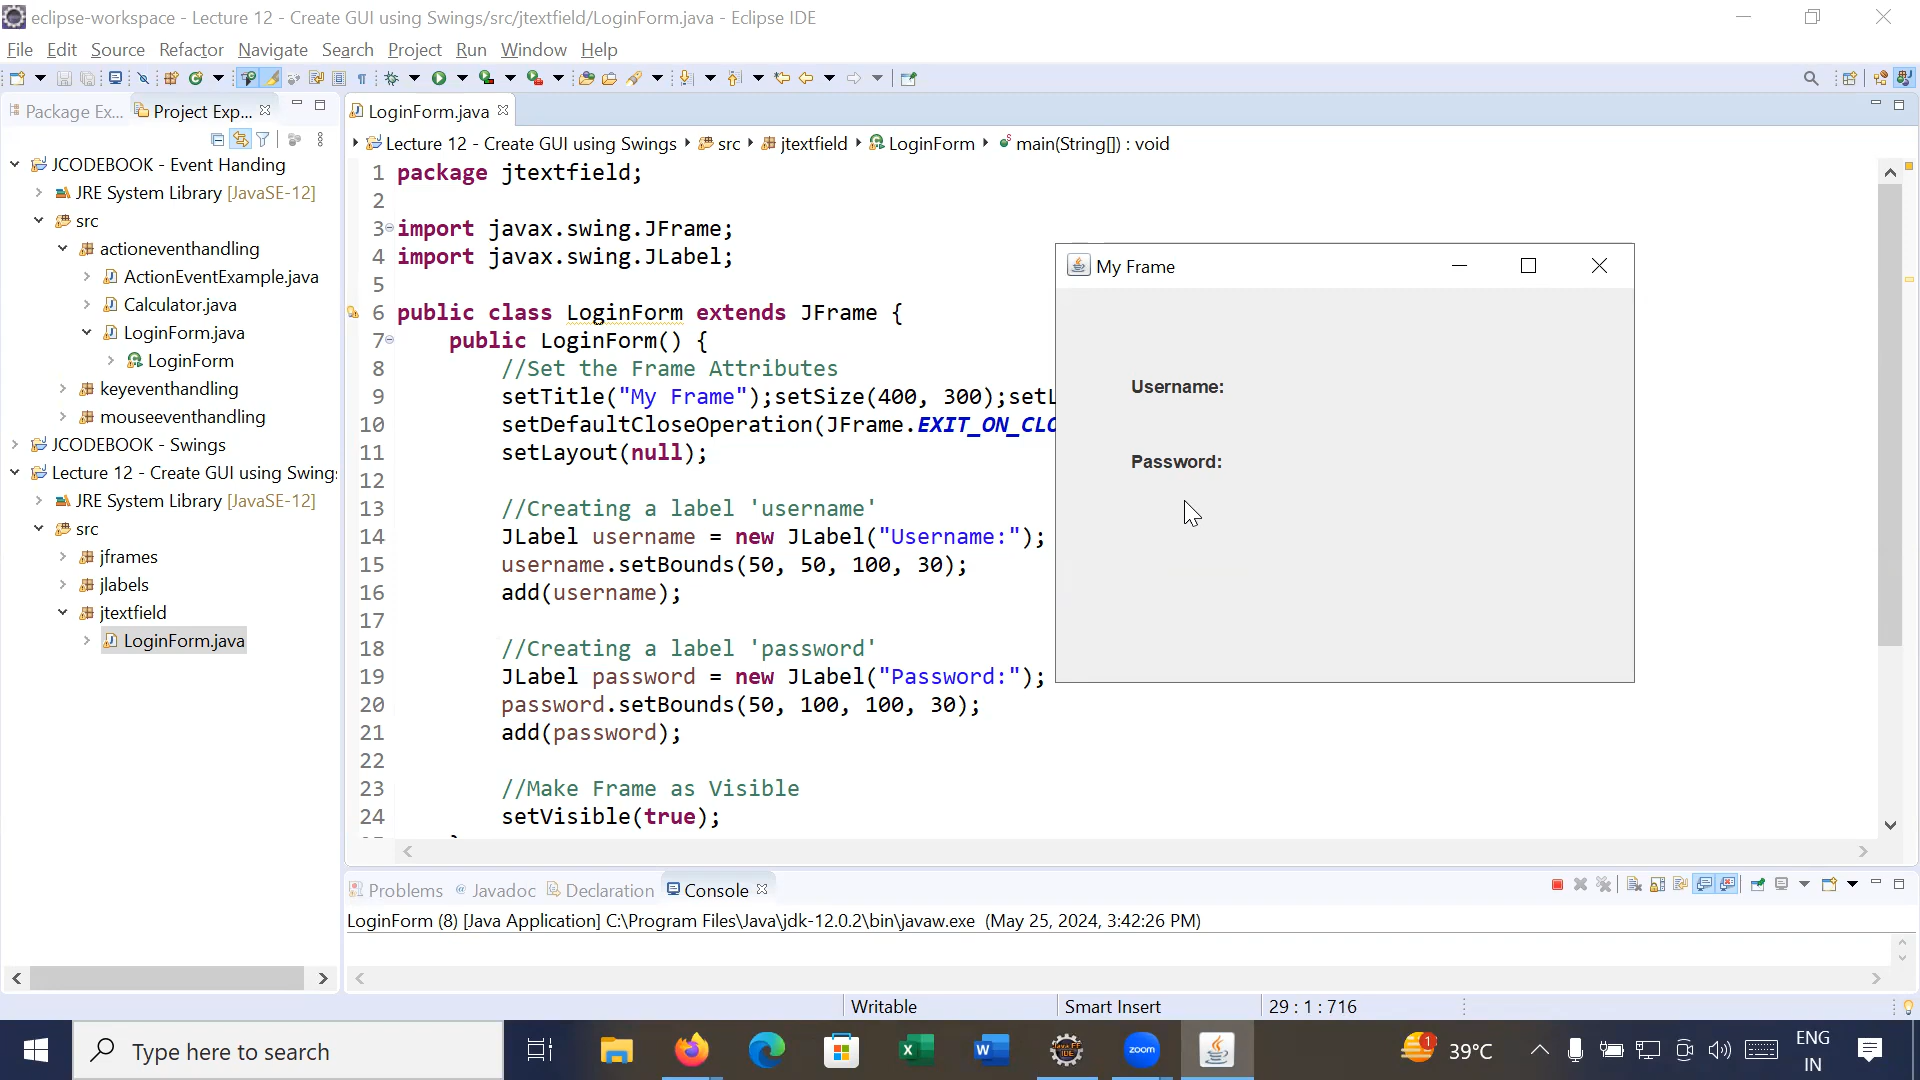 eclipse-workspace - Lecture 12 - Create GUI using Swings/src/jtextfield/LoginForm.java - Eclipse IDE
File Edit Source Refactor Navigate Search Project Run Window Help
Package Ex... Project Exp...
JCODEBOOK - Event Handing
JRE System Library [JavaSE-12]
src
actioneventhandling
ActionEventExample.java
Calculator.java
LoginForm.java
LoginForm
keyeventhandling
mouseeventhandling
JCODEBOOK - Swings
Lecture 12 - Create GUI using Swing
JRE System Library [JavaSE-12]
src
jframes
jlabels
jtextfield
LoginForm.java
LoginForm.java
Lecture 12 - Create GUI using Swings src jtextfield LoginForm main(String[]) : void
1 package jtextfield;
2
3 import javax.swing.JFrame;
4 import javax.swing.JLabel;
5
6 public class LoginForm extends JFrame {
7 public LoginForm() {
8 //Set the Frame Attributes
9 setTitle("My Frame");setSize(400, 300);setL
10 setDefaultCloseOperation(JFrame.EXIT_ON_CLO
11 setLayout(null);
12
13 //Creating a label 'username'
14 JLabel username = new JLabel("Username:");
15 username.setBounds(50, 50, 100, 30);
16 add(username);
17
18 //Creating a label 'password'
19 JLabel password = new JLabel("Password:");
20 password.setBounds(50, 100, 100, 30);
21 add(password);
22
23 //Make Frame as Visible
24 setVisible(true);
My Frame
Username:
Password:
Problems Javadoc Declaration Console
LoginForm (8) [Java Application] C:\Program Files\Java\jdk-12.0.2\bin\javaw.exe (May 25, 2024, 3:42:26 PM)
Writable Smart Insert 29 : 1 : 716
Type here to search
zoom
1
39°C
ENG
IN